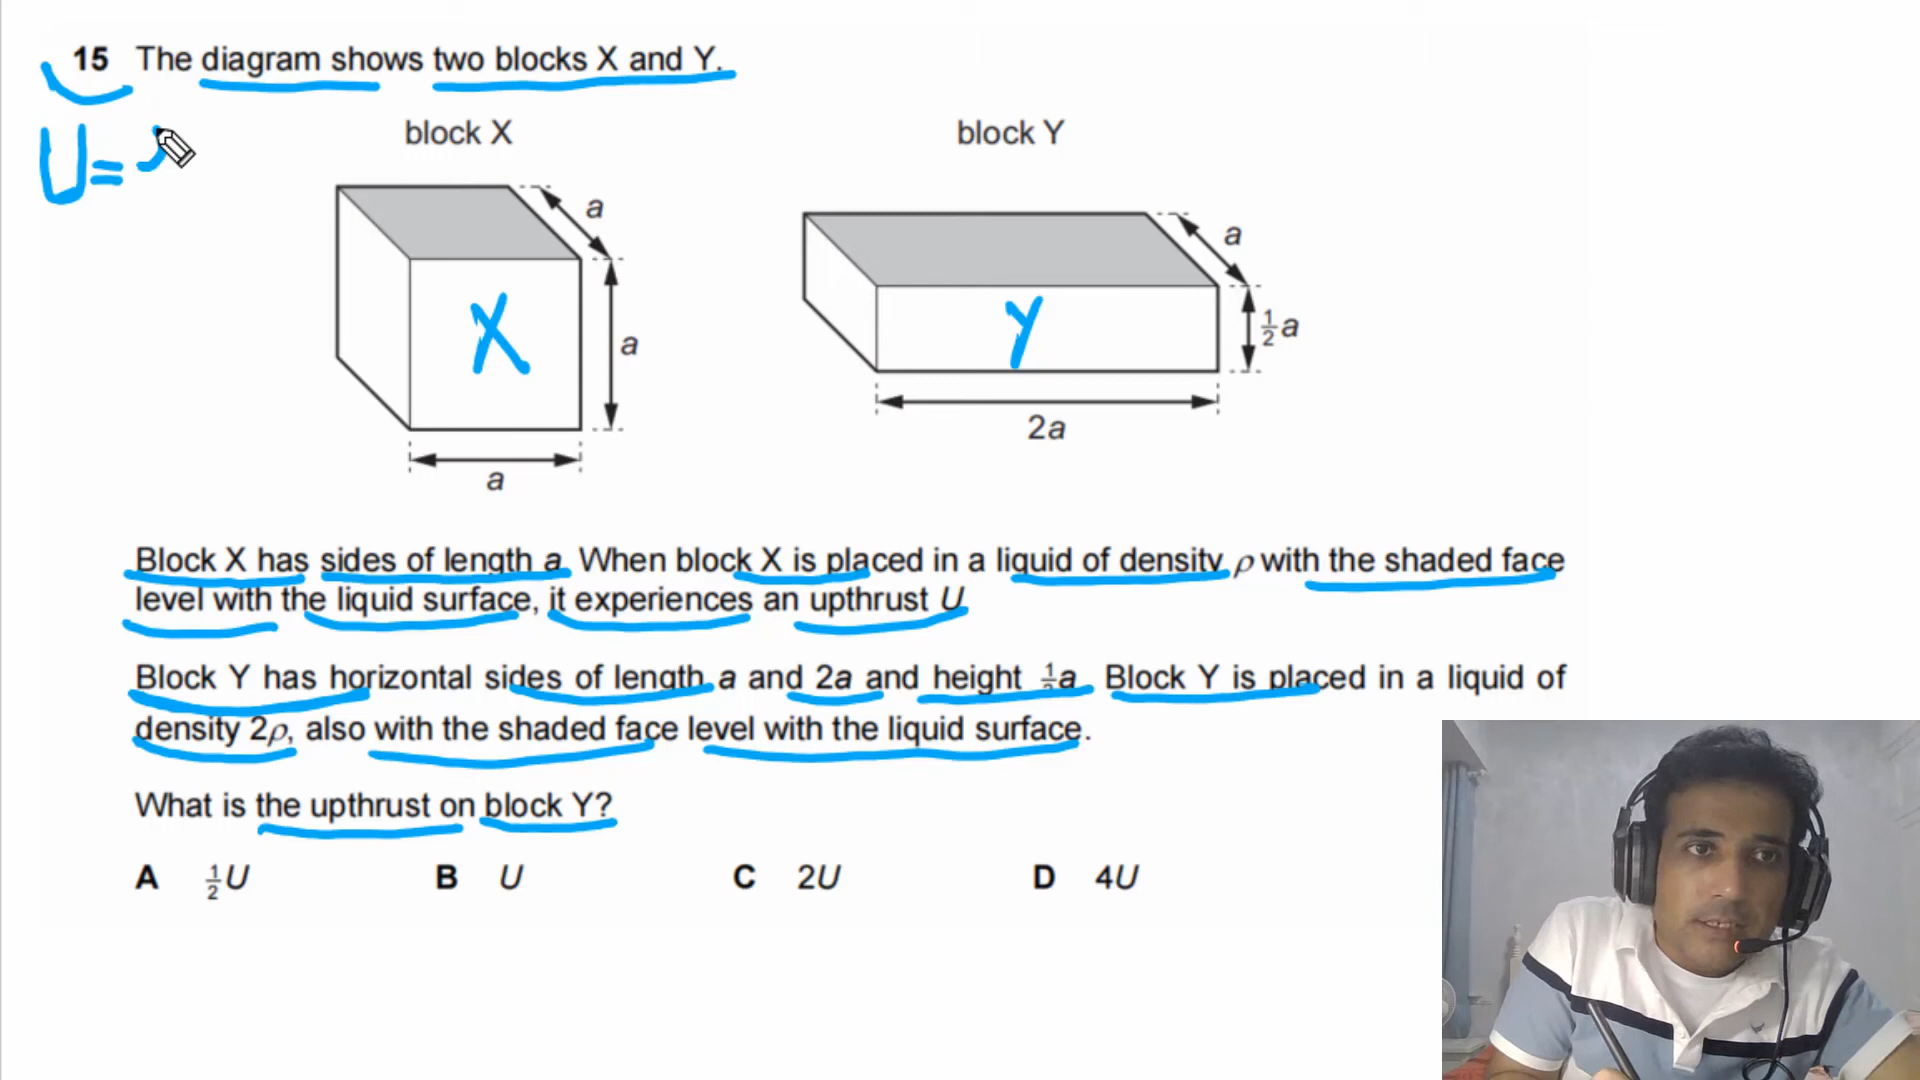 15 The diagram shows two blocks X and Y.
U=
block X
block Y
a
a
X
a
a
½a
Y
2a
Block X has sides of length a. When block X is placed in a liquid of density ρ with the shaded face
level with the liquid surface, it experiences an upthrust U
Block Y has horizontal sides of length a and 2a and height ½a. Block Y is placed in a liquid of
density 2ρ, also with the shaded face level with the liquid surface.
What is the upthrust on block Y?
A ½U B U C 2U D 4U